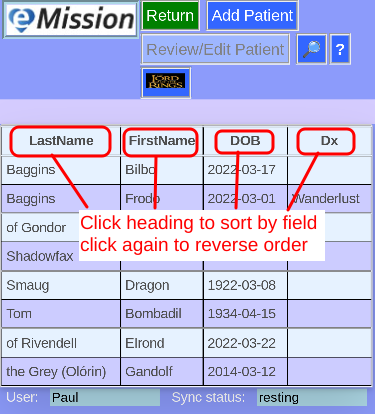 eMission Return Add Patient
Review/Edit Patient 🔎 ?
THE LORD OF THE RINGS
LastName FirstName DOB Dx
Baggins Bilbo 2022-03-17
Baggins Frodo 2022-03-01 Wanderlust
of Gondor
Click heading to sort by field
click again to reverse order
Shadowfax
Smaug Dragon 1922-03-08
Tom Bombadil 1934-04-15
of Rivendell Elrond 2022-03-22
the Grey (Olórin) Gandolf 2014-03-12
User: Paul Sync status: resting